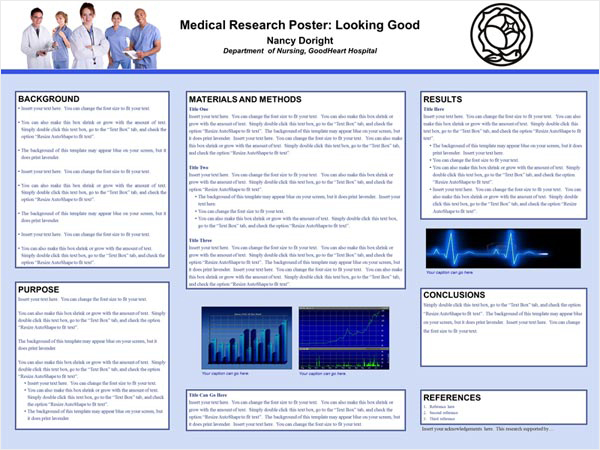 Medical Research Poster: Looking Good
Nancy Doright
Department of Nursing, GoodHeart Hospital
BACKGROUND
• Insert your text here. You can change the font size to fit your text.
• You can also make this box shrink or grow with the amount of text. Simply
double click this text box, go to the “Text Box” tab, and check the
option “Resize AutoShape to fit text”.
• The background of this template may appear blue on your screen, but it
does print lavender.
• Insert your text here. You can change the font size to fit your text.
• You can also make this box shrink or grow with the amount of text.
Simply double click this text box, go to the “Text Box” tab, and check the
option “Resize AutoShape to fit text”.
• The background of this template may appear blue on your screen, but it
does print lavender.
• Insert your text here. You can change the font size to fit your text.
• You can also make this box shrink or grow with the amount of text.
Simply double click this text box, go to the “Text Box” tab, and check the
option “Resize AutoShape to fit text”.
PURPOSE
Insert your text here. You can change the font size to fit your text.
You can also make this box shrink or grow with the amount of text. Simply
double click this text box, go to the “Text Box” tab, and check the option
“Resize AutoShape to fit text”.
The background of this template may appear blue on your screen, but it
does print lavender
You can also make this box shrink or grow with the amount of text. Simply
double click this text box, go to the “Text Box” tab, and check the option
“Resize AutoShape to fit text”.
• Insert your text here. You can change the font size to fit your text.
• You can also make this box shrink or grow with the amount of text.
Simply double click this text box, go to the “Text Box” tab, and check
the option “Resize AutoShape to fit text”.
• The background of this template may appear blue on your screen, but
it does print lavender
MATERIALS AND METHODS
Title One
Insert your text here. You can change the font size to fit your text. You can also make this box shrink or
grow with the amount of text. Simply double click this text box, go to the “Text Box” tab, and check the
option “Resize AutoShape to fit text”. The background of this template may appear blue on your screen, but
it does print lavender. Insert your text here. You can change the font size to fit your text. You can also make
this box shrink or grow with the amount of text. Simply double click this text box, go to the “Text Box” tab,
and check the option “Resize AutoShape to fit text”.
Title Two
Insert your text here. You can change the font size to fit your text. You can also make this box shrink or
grow with the amount of text. Simply double click this text box, go to the “Text Box” tab, and check the
option “Resize AutoShape to fit text”.
• The background of this template may appear blue on your screen, but it does print lavender. Insert your
text here
• You can change the font size to fit your text.
• You can also make this box shrink or grow with the amount of text. Simply double click this text box,
go to the “Text Box” tab, and check the option “Resize AutoShape to fit text”.
Title Three
Insert your text here. You can change the font size to fit your text. You can also make this box shrink or
grow with the amount of text. Simply double click this text box, go to the “Text Box” tab, and check the
option “Resize AutoShape to fit text”. The background of this template may appear blue on your screen, but
it does print lavender. Insert your text here. You can change the font size to fit your text. You can also make
this box shrink or grow with the amount of text. Simply double click this text box, go to the “Text Box” tab,
and check the option “Resize AutoShape to fit text”.
Your caption can go here.
Your caption can go here.
Title Can Go Here
Insert your text here. You can change the font size to fit your text. You can also make this box shrink or
grow with the amount of text. Simply double click this text box, go to the “Text Box” tab, and check the
option “Resize AutoShape to fit text”. The background of this template may appear blue on your screen, but
it does print lavender
RESULTS
Title Here
Insert your text here. You can change the font size to fit your text. You can also
make this box shrink or grow with the amount of text. Simply double click this
text box, go to the “Text Box” tab, and check the option “Resize AutoShape to
fit text”
• The background of this template may appear blue on your screen, but it does
print lavender. Insert your text here.
• You can change the font size to fit your text.
• You can also make this box shrink or grow with the amount of text. Simply
double click this text box, go to the “Text Box” tab, and check the option
“Resize AutoShape to fit text”.
• Insert your text here. You can change the font size to fit your text. You can
also make this box shrink or grow with the amount of text. Simply double
click this text box, go to the “Text Box” tab, and check the option “Resize
AutoShape to fit text”.
Your caption can go here.
CONCLUSIONS
Simply double click this text box, go to the “Text Box” tab, and check the option
“Resize AutoShape to fit text”. The background of this template may appear blue
on your screen, but it does print lavender. Insert your text here. You can change
the font size to fit your text.
REFERENCES
1. Reference here
2. Second reference
3. Third reference
Insert your acknowledgements here. This research supported by…